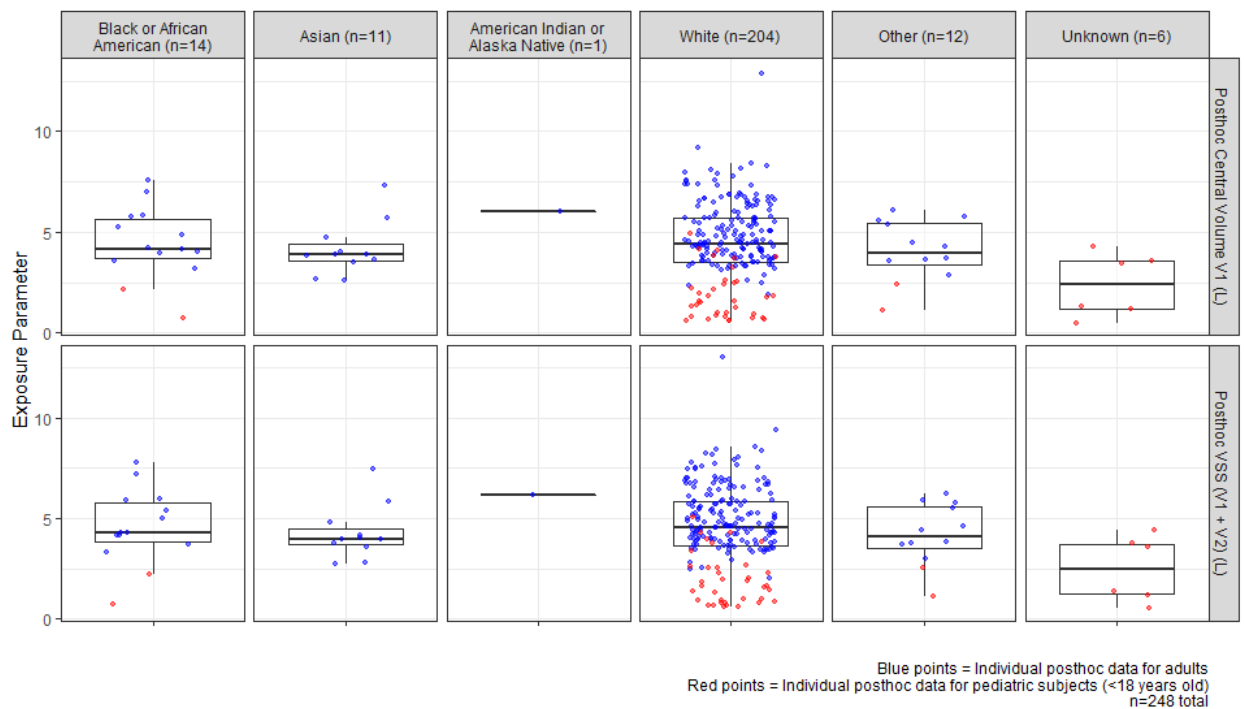 Black or African
American (n=14)
Asian (n=11)
American Indian or
Alaska Native (n=1)
White (n=204)
Other (n=12)
Unknown (n=6)
Exposure Parameter
10
5
0
Posthoc Central Volume V1 (L)
10
5
0
Posthoc VSS (V1 + V2) (L)
Blue points = Individual posthoc data for adults
Red points = Individual posthoc data for pediatric subjects (<18 years old)
n=248 total